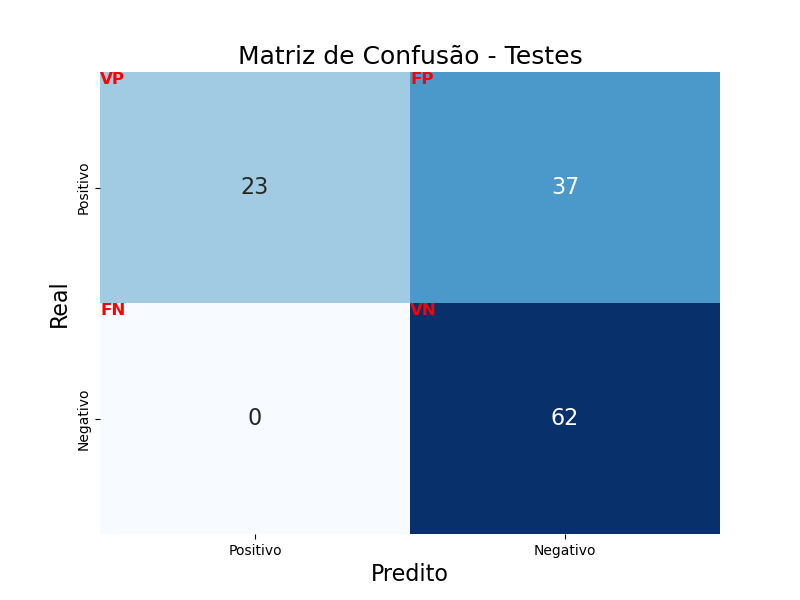 Matriz de Confusão - Testes
VP
FP
Positivo
23
37
Real
FN
VN
Negativo
0
62
Positivo
Negativo
Predito